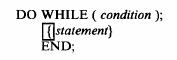 DO WHILE ( condition );
[{statement}
END;